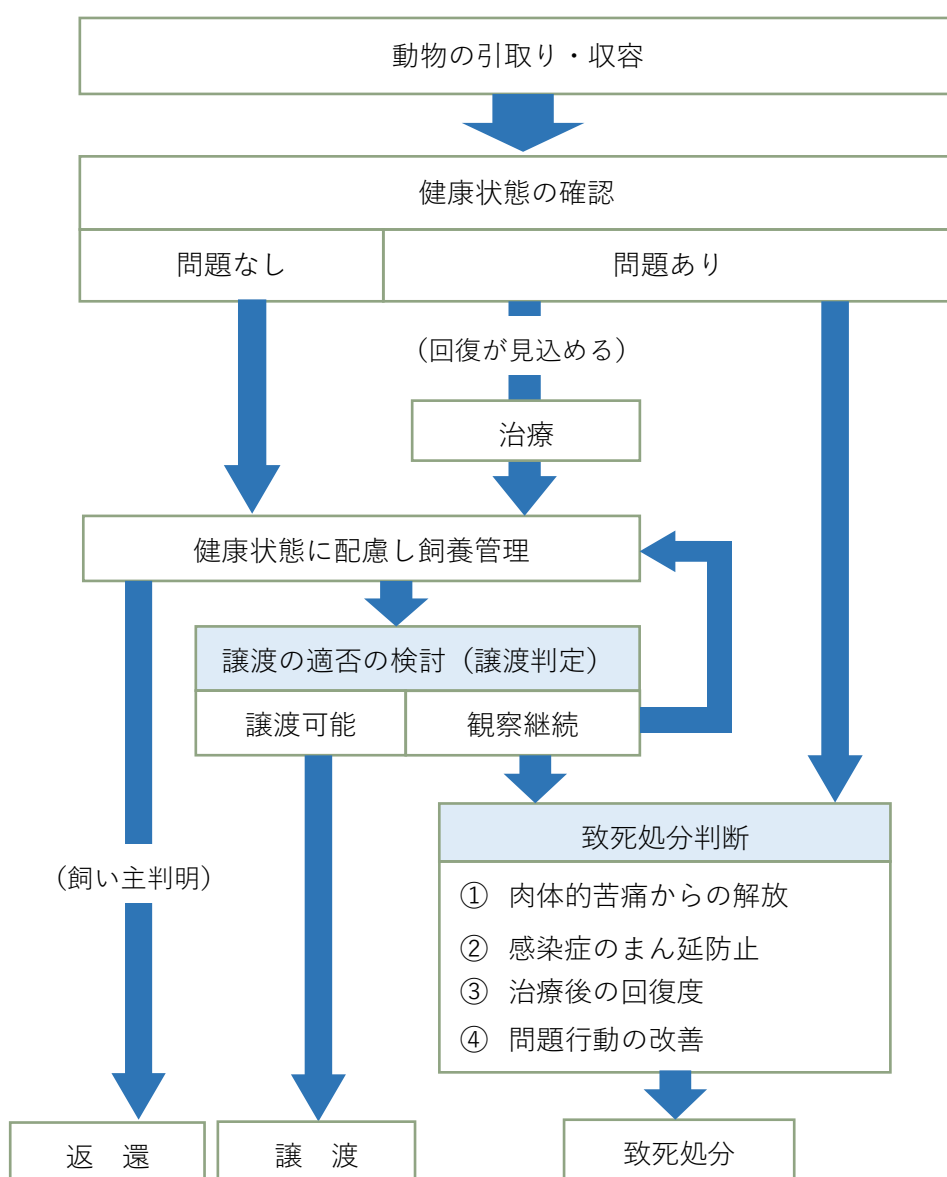 動物の引取り・収容
健康状態の確認
問題なし
問題あり
(回復が見込める)
治療
健康状態に配慮し飼養管理
譲渡の適否の検討(譲渡判定)
譲渡可能
観察継続
致死処分判断
① 肉体的苦痛からの解放
② 感染症のまん延防止
③ 治療後の回復度
④ 問題行動の改善
(飼い主判明)
返 還
譲 渡
致死処分